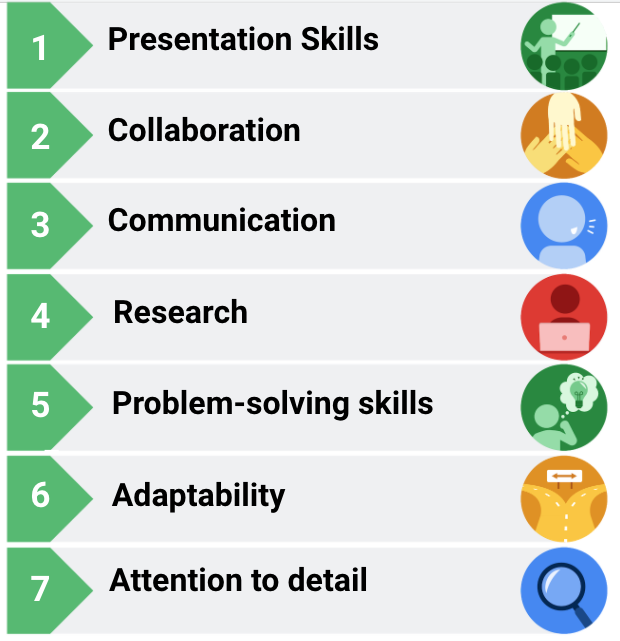 1 Presentation Skills
2 Collaboration
3 Communication
4 Research
5 Problem-solving skills
6 Adaptability
7 Attention to detail